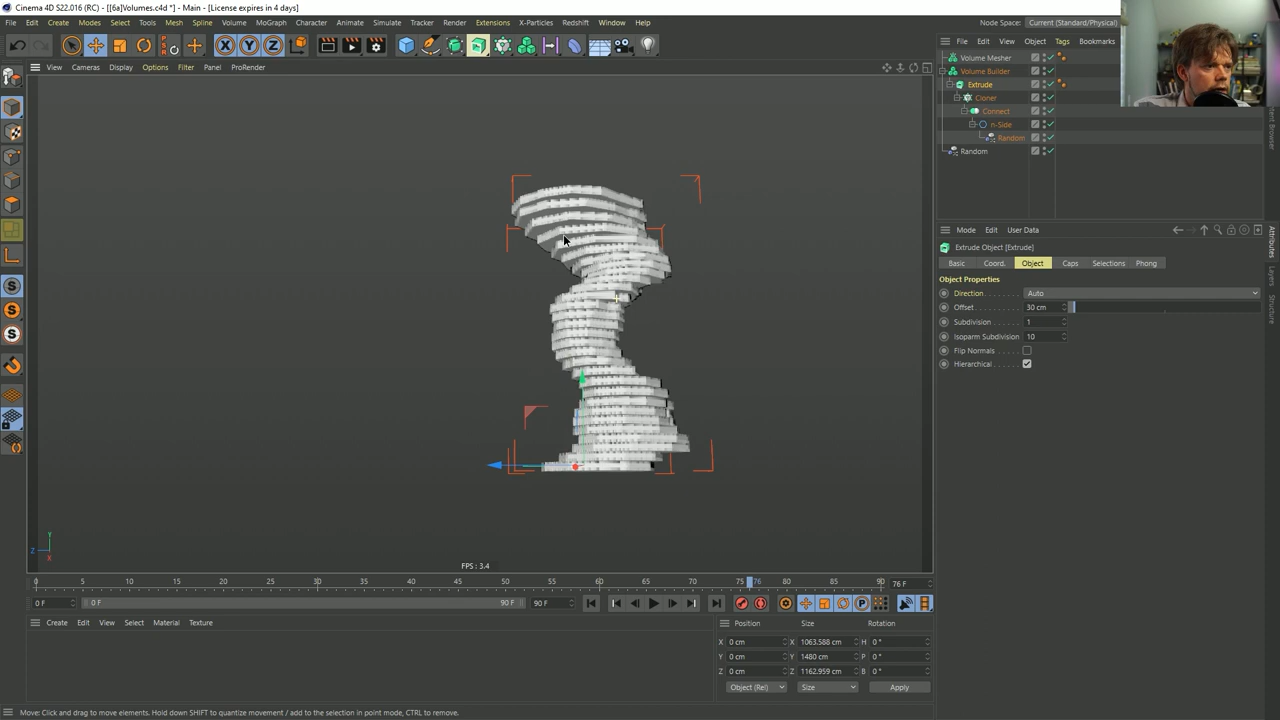 Cinema 4D S22.016 (RC) - [[6a]Volumes.c4d *] - Main - [License expires in 4 days]
File Edit Create Modes Select Tools Mesh Spline Volume MoGraph Character Animate Simulate Tracker Render Extensions X-Particles Redshift Window Help Node Space: Current (Standard/Physical)
X Y Z
File Edit View Object Tags Bookmarks
View Cameras Display Options Filter Panel ProRender
Volume Mesher
Volume Builder
Extrude
Cloner
Connect
n-Side
Random
Random
Content Browser
Mode Edit User Data
Extrude Object [Extrude]
Basic Coord. Object Caps Selections Phong
Object Properties
Direction Auto
Offset 30 cm
Subdivision 1
Isoparm Subdivision 10
Flip Normals
Hierarchical
Attributes
Layers
Structure
Y
Z
X
FPS : 3.4
0 5 10 15 20 25 30 35 40 45 50 55 60 65 70 75 76 80 85 90 76 F
0 F 0 F 90 F 90 F
Create Edit View Select Material Texture
Position Size Rotation
X 0 cm X 1063.588 cm H 0 °
Y 0 cm Y 1480 cm P 0 °
Z 0 cm Z 1162.959 cm B 0 °
Object (Rel) Size Apply
Move: Click and drag to move elements. Hold down SHIFT to quantize movement / add to the selection in point mode, CTRL to remove.